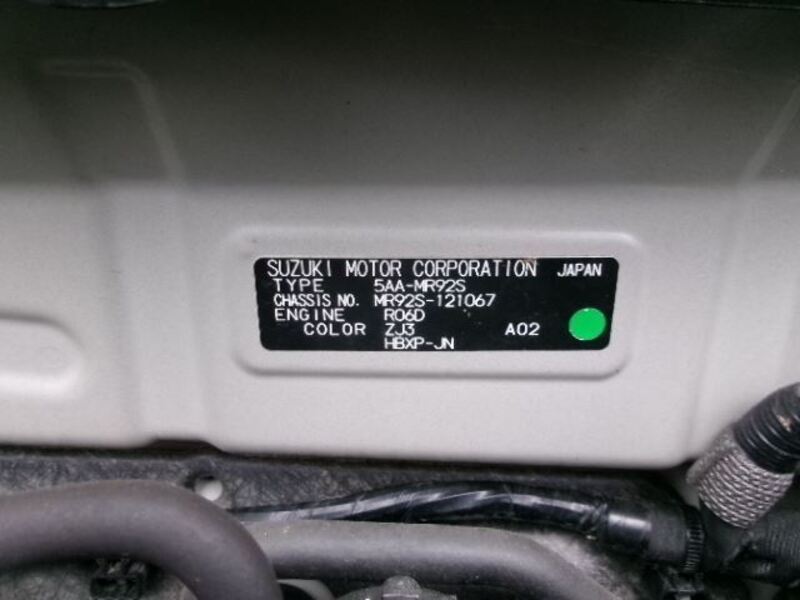 SUZUKI MOTOR CORPORATION JAPAN
TYPE 5AA-MR92S
CHASSIS NO. MR92S-121067
ENGINE R06D
COLOR ZJ3 A02
HBXP-JN